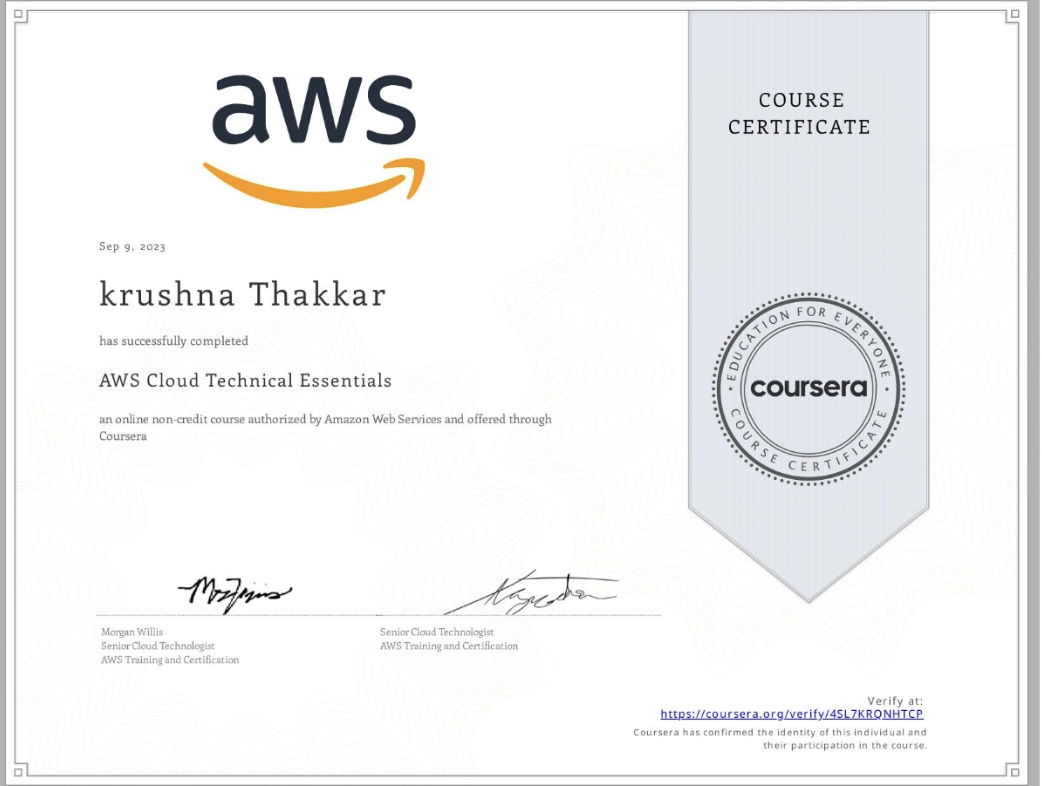 aws
COURSE
CERTIFICATE
Sep 9, 2023
krushna Thakkar
has successfully completed
AWS Cloud Technical Essentials
an online non-credit course authorized by Amazon Web Services and offered through
Coursera
EDUCATION FOR EVERYONE
coursera
COURSE CERTIFICATE
Morgan Willis
Senior Cloud Technologist
AWS Training and Certification
Senior Cloud Technologist
AWS Training and Certification
Verify at:
https://coursera.org/verify/4SL7KRQNHTCP
Coursera has confirmed the identity of this individual and
their participation in the course.